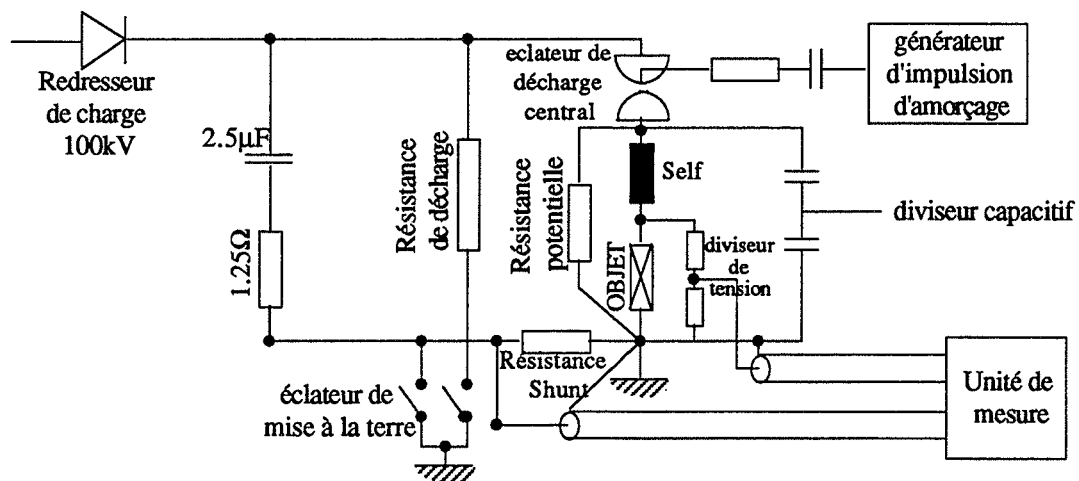 Redresseur
de charge
100kV
2.5µF
1.25Ω
Résistance
de décharge
eclateur de
décharge
central
générateur
d'impulsion
d'amorçage
Résistance
potentielle
Self
OBJET
diviseur
de
tension
diviseur capacitif
Résistance
Shunt
éclateur de
mise à la terre
Unité de
mesure